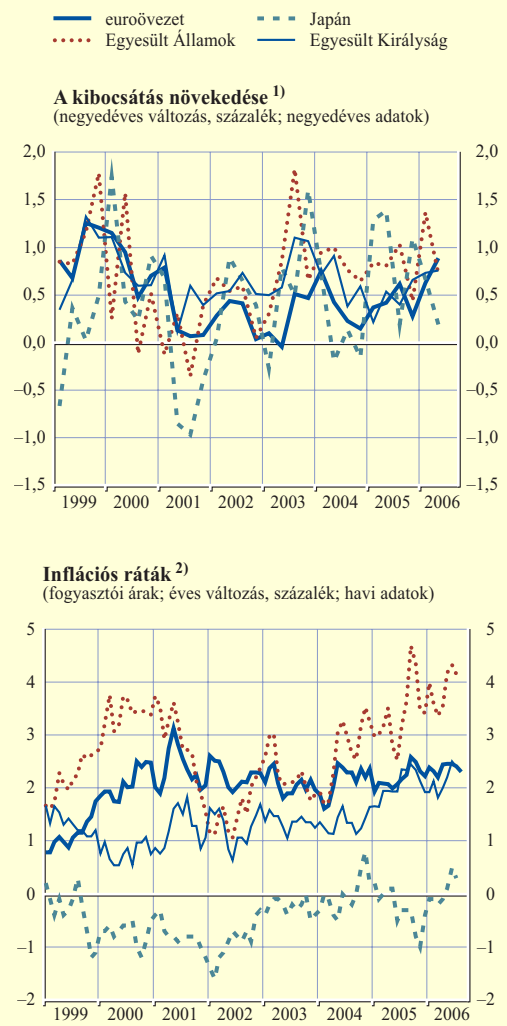 euroövezet
Egyesült Államok
Japán
Egyesült Királyság
A kibocsátás növekedése 1)
(negyedéves változás, százalék; negyedéves adatok)
2,0 2,0
1,5 1,5
1,0 1,0
0,5 0,5
0,0 0,0
–0,5 –0,5
–1,0 –1,0
–1,5 –1,5
1999 2000 2001 2002 2003 2004 2005 2006
Inflációs ráták 2)
(fogyasztói árak; éves változás, százalék; havi adatok)
5 5
4 4
3 3
2 2
1 1
0 0
–1 –1
–2 –2
1999 2000 2001 2002 2003 2004 2005 2006